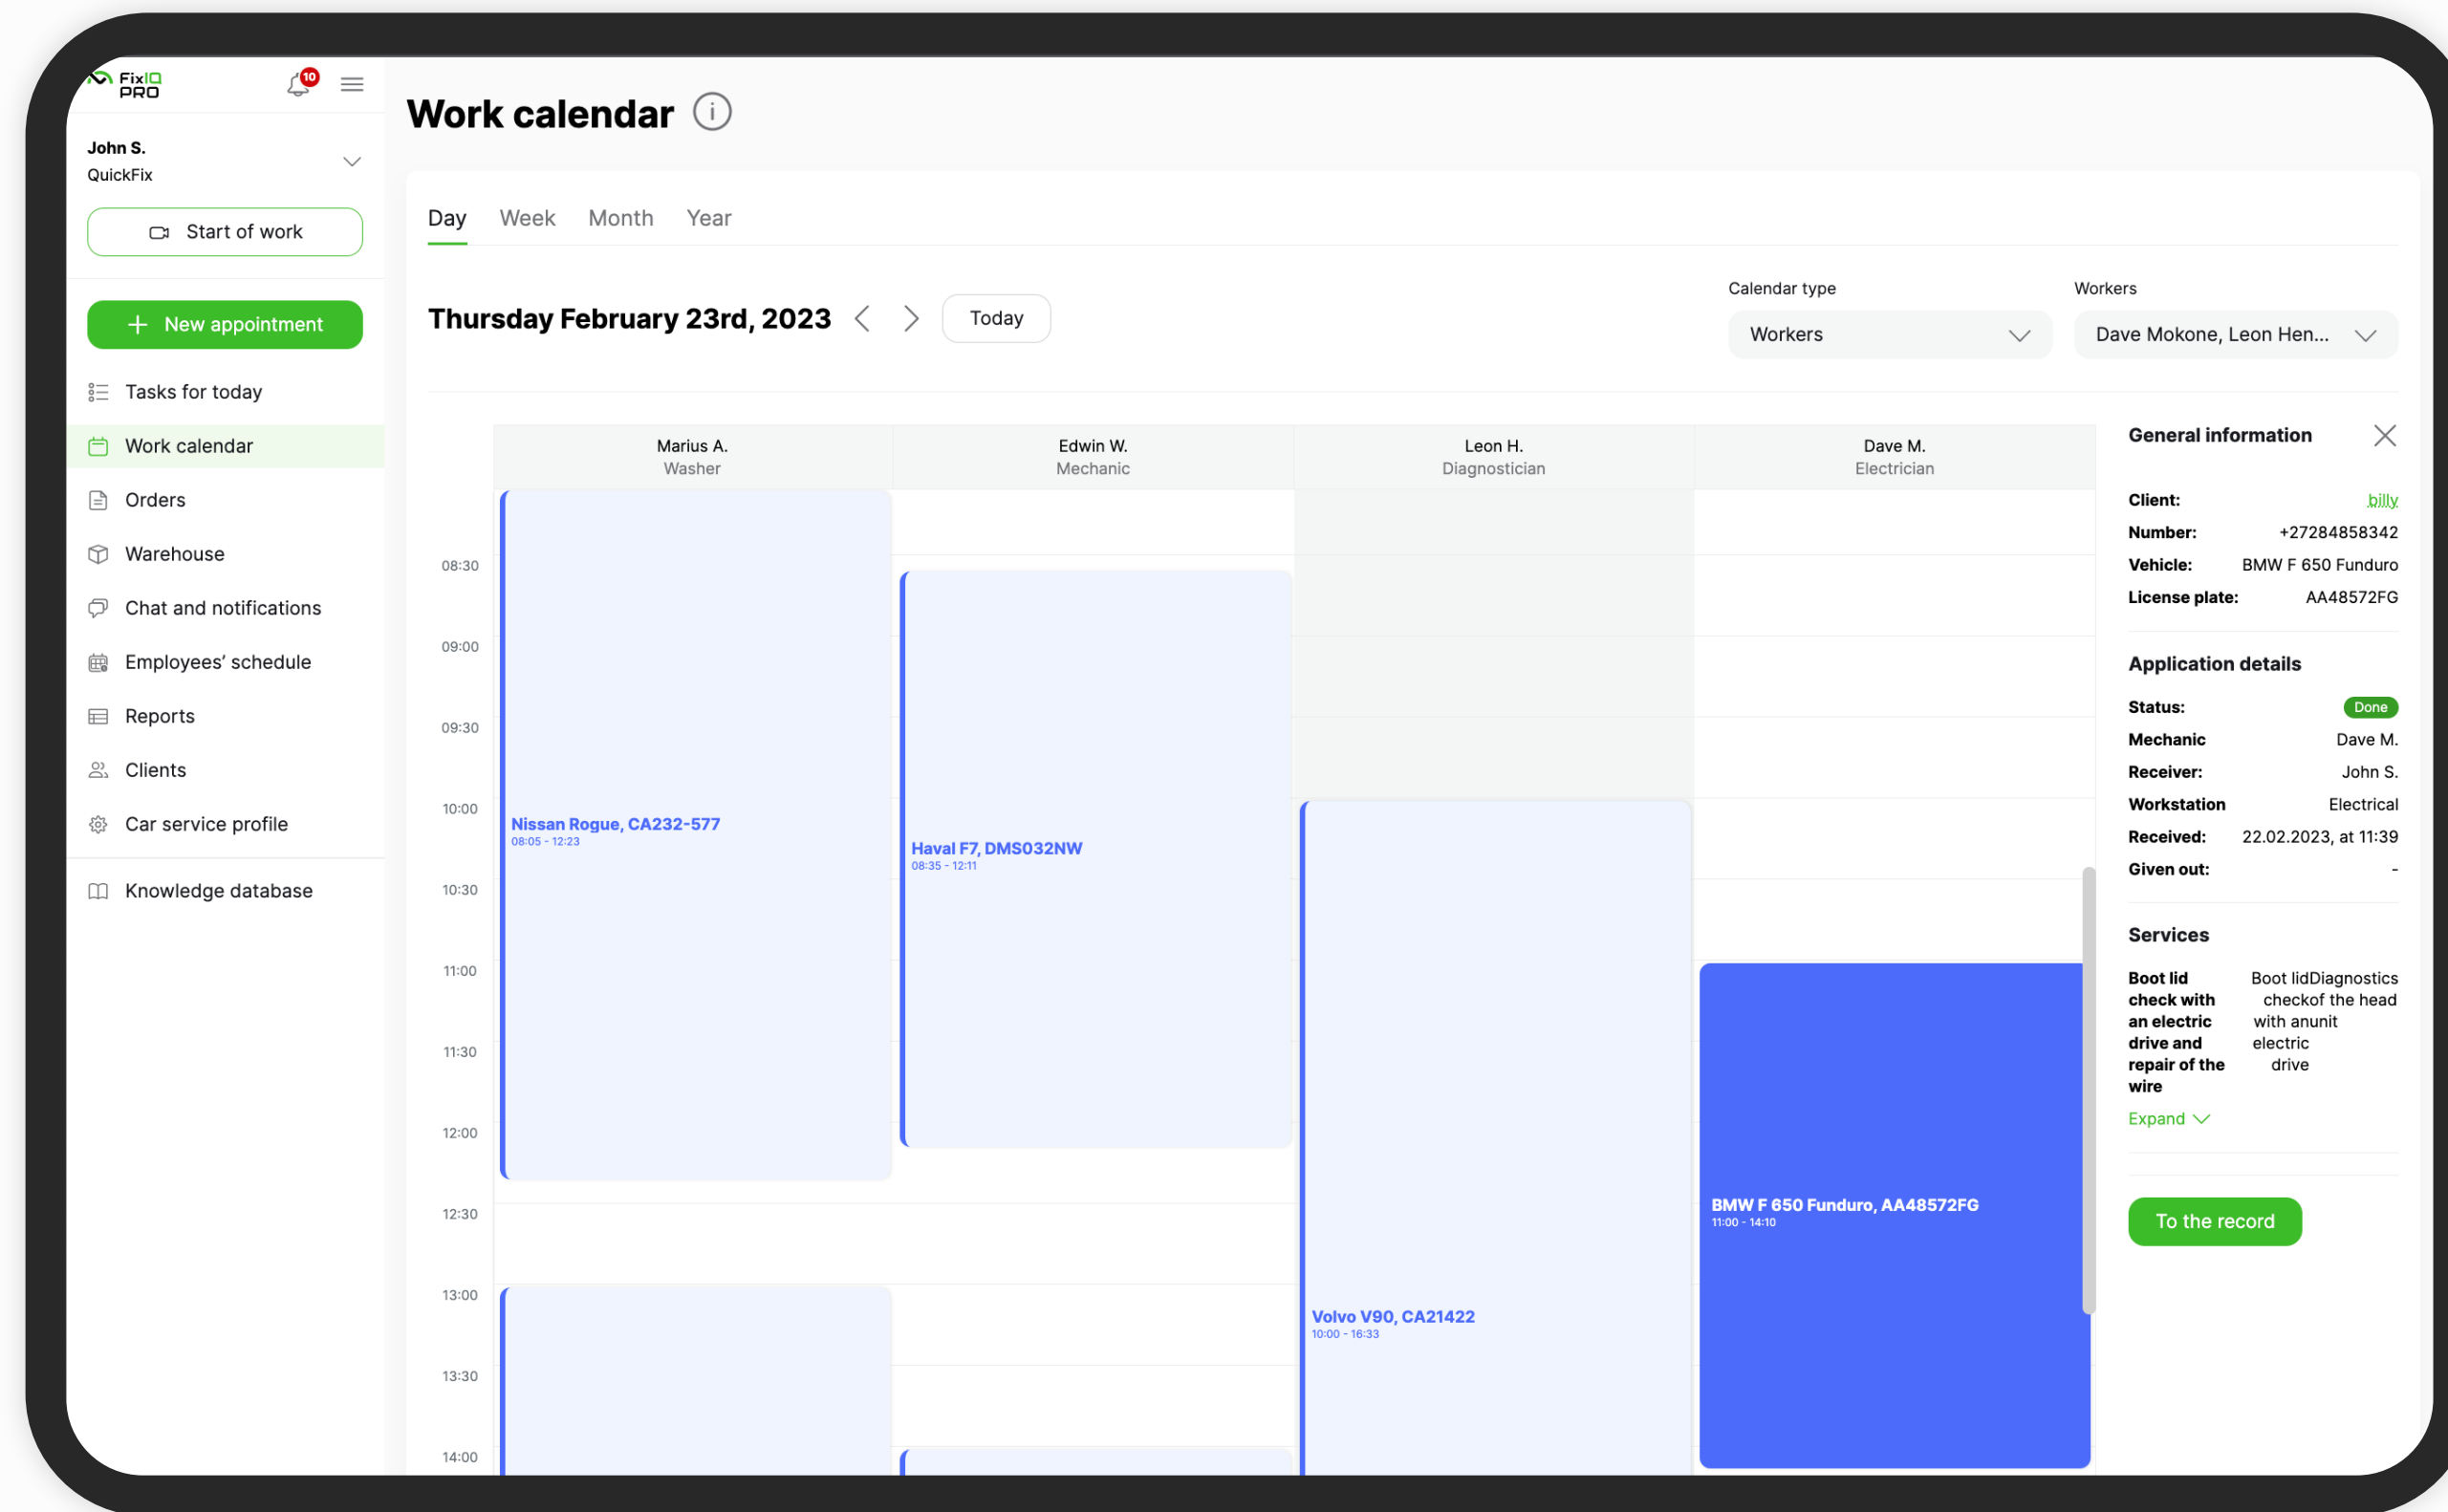 FixIQ
PRO
10
John S.
QuickFix
Start of work
New appointment
Tasks for today
Work calendar
Orders
Warehouse
Chat and notifications
Employees’ schedule
Reports
Clients
Car service profile
Knowledge database
Work calendar
i
Day Week Month Year
Thursday February 23rd, 2023
Today
Calendar type
Workers
Workers
Dave Mokone, Leon Hen...
Marius A.
Washer
Edwin W.
Mechanic
Leon H.
Diagnostician
Dave M.
Electrician
08:30
09:00
09:30
10:00
10:30
11:00
11:30
12:00
12:30
13:00
13:30
14:00
Nissan Rogue, CA232-577
08:05 - 12:23
Haval F7, DMS032NW
08:35 - 12:11
Volvo V90, CA21422
10:00 - 16:33
BMW F 650 Funduro, AA48572FG
11:00 - 14:10
General information
Client: billy
Number: +27284858342
Vehicle: BMW F 650 Funduro
License plate: AA48572FG
Application details
Status: Done
Mechanic Dave M.
Receiver: John S.
Workstation Electrical
Received: 22.02.2023, at 11:39
Given out: -
Services
Boot lid Boot lidDiagnostics
check with checkof the head
an electric with anunit
drive and electric
repair of the drive
wire
Expand
To the record